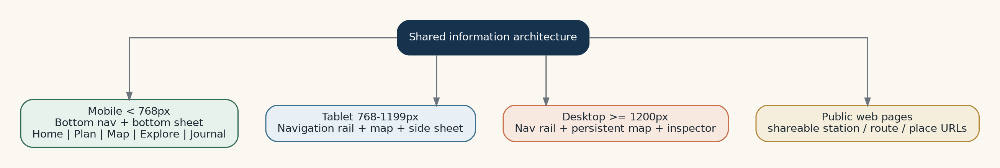 Shared information architecture
Mobile < 768px
Bottom nav + bottom sheet
Home | Plan | Map | Explore | Journal
Tablet 768-1199px
Navigation rail + map + side sheet
Desktop >= 1200px
Nav rail + persistent map + inspector
Public web pages
shareable station / route / place URLs